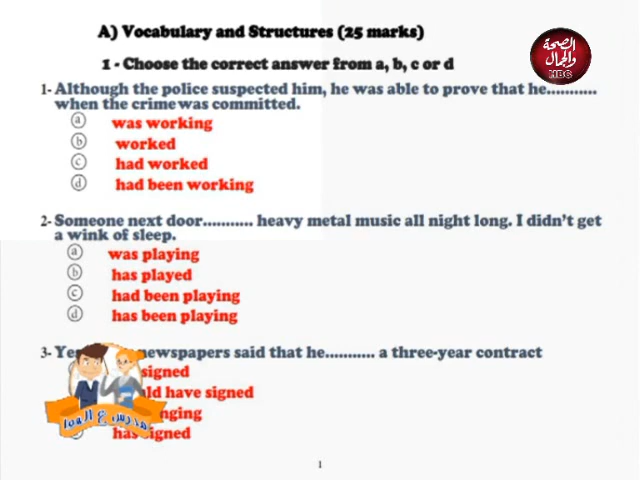 A) Vocabulary and Structures (25 marks)
الصحة
والجمال
MBC
1 - Choose the correct answer from a, b, c or d
1- Although the police suspected him, he was able to prove that he...........
when the crime was committed.
a was working
b worked
c had worked
d had been working
2- Someone next door........... heavy metal music all night long. I didn't get
a wink of sleep.
a was playing
b has played
c had been playing
d has been playing
3- Ye newspapers said that he........... a three-year contract
signed
ld have signed
nging
has signed
مدرس ع الهوا
1